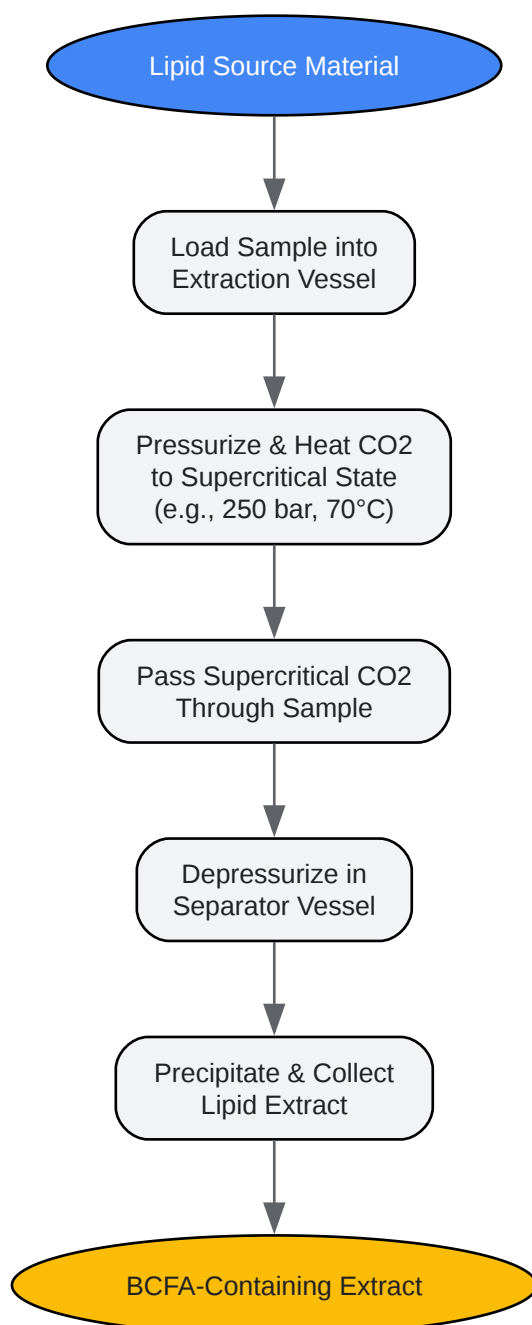 Lipid Source Material
Load Sample into
Extraction Vessel
Pressurize & Heat CO2
to Supercritical State
(e.g., 250 bar, 70°C)
Pass Supercritical CO2
Through Sample
Depressurize in
Separator Vessel
Precipitate & Collect
Lipid Extract
BCFA-Containing Extract